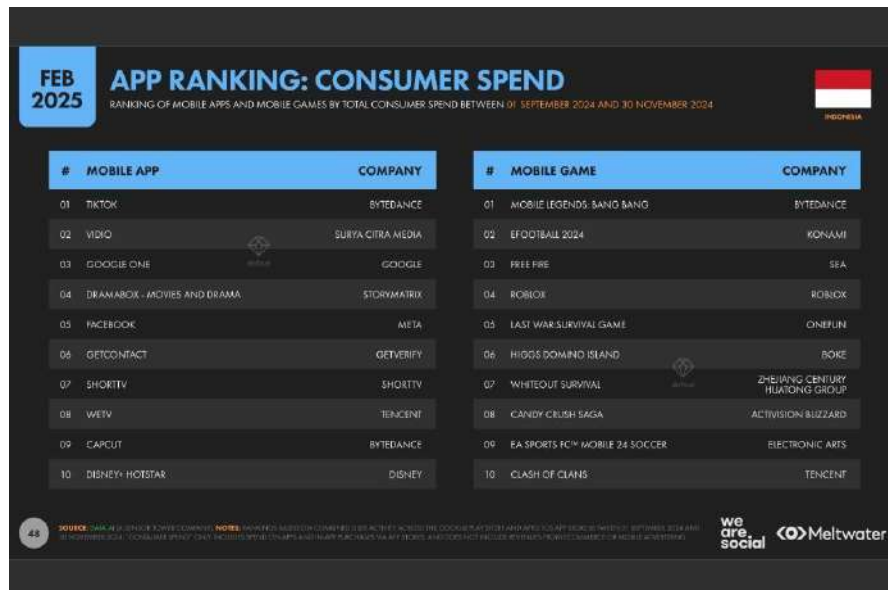 FEB
2025
APP RANKING: CONSUMER SPEND
RANKING OF MOBILE APPS AND MOBILE GAMES BY TOTAL CONSUMER SPEND BETWEEN 01 SEPTEMBER 2024 AND 30 NOVEMBER 2024
INDONESIA
# MOBILE APP COMPANY
01 TIKTOK BYTEDANCE
02 VIDIO SURYA CITRA MEDIA
03 GOOGLE ONE GOOGLE
04 DRAMABOX - MOVIES AND DRAMA STORYMATRIX
05 FACEBOOK META
06 GETCONTACT GETVERIFY
07 SHORTTV SHORTTV
08 WETV TENCENT
09 CAPCUT BYTEDANCE
10 DISNEY+ HOTSTAR DISNEY
# MOBILE GAME COMPANY
01 MOBILE LEGENDS: BANG BANG BYTEDANCE
02 EFOOTBALL 2024 KONAMI
03 FREE FIRE SEA
04 ROBLOX ROBLOX
05 LAST WAR:SURVIVAL GAME ONEFUN
06 HIGGS DOMINO ISLAND BOKE
07 WHITEOUT SURVIVAL ZHEJIANG CENTURY
HUATONG GROUP
08 CANDY CRUSH SAGA ACTIVISION BLIZZARD
09 EA SPORTS FC™ MOBILE 24 SOCCER ELECTRONIC ARTS
10 CLASH OF CLANS TENCENT
48
SOURCE: NOTES:
we
are.
social
Meltwater